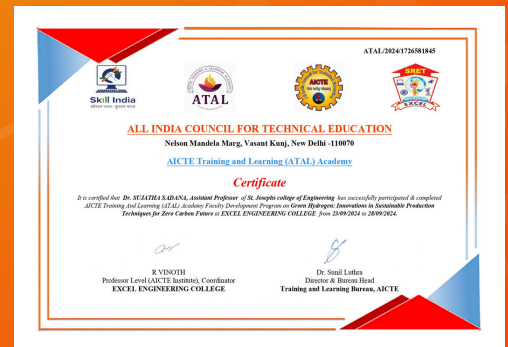 ATAL/2024/1726581845
Skill India
कौशल भारत - कुशल भारत
ATAL
AICTE
SRET
EXCEL
ALL INDIA COUNCIL FOR TECHNICAL EDUCATION
Nelson Mandela Marg, Vasant Kunj, New Delhi -110070
AICTE Training and Learning (ATAL) Academy
Certificate
It is certified that Dr. SUJATHA SADANA, Assistant Professor of St. Josephs college of Engineering has successfully participated & completed
AICTE Training And Learning (ATAL) Academy Faculty Development Program on Green Hydrogen: Innovations in Sustainable Production
Techniques for Zero Carbon Future at EXCEL ENGINEERING COLLEGE from 23/09/2024 to 28/09/2024.
R VINOTH
Professor Level (AICTE Institute), Coordinator
EXCEL ENGINEERING COLLEGE
Dr. Sunil Luthra
Director & Bureau Head
Training and Learning Bureau, AICTE